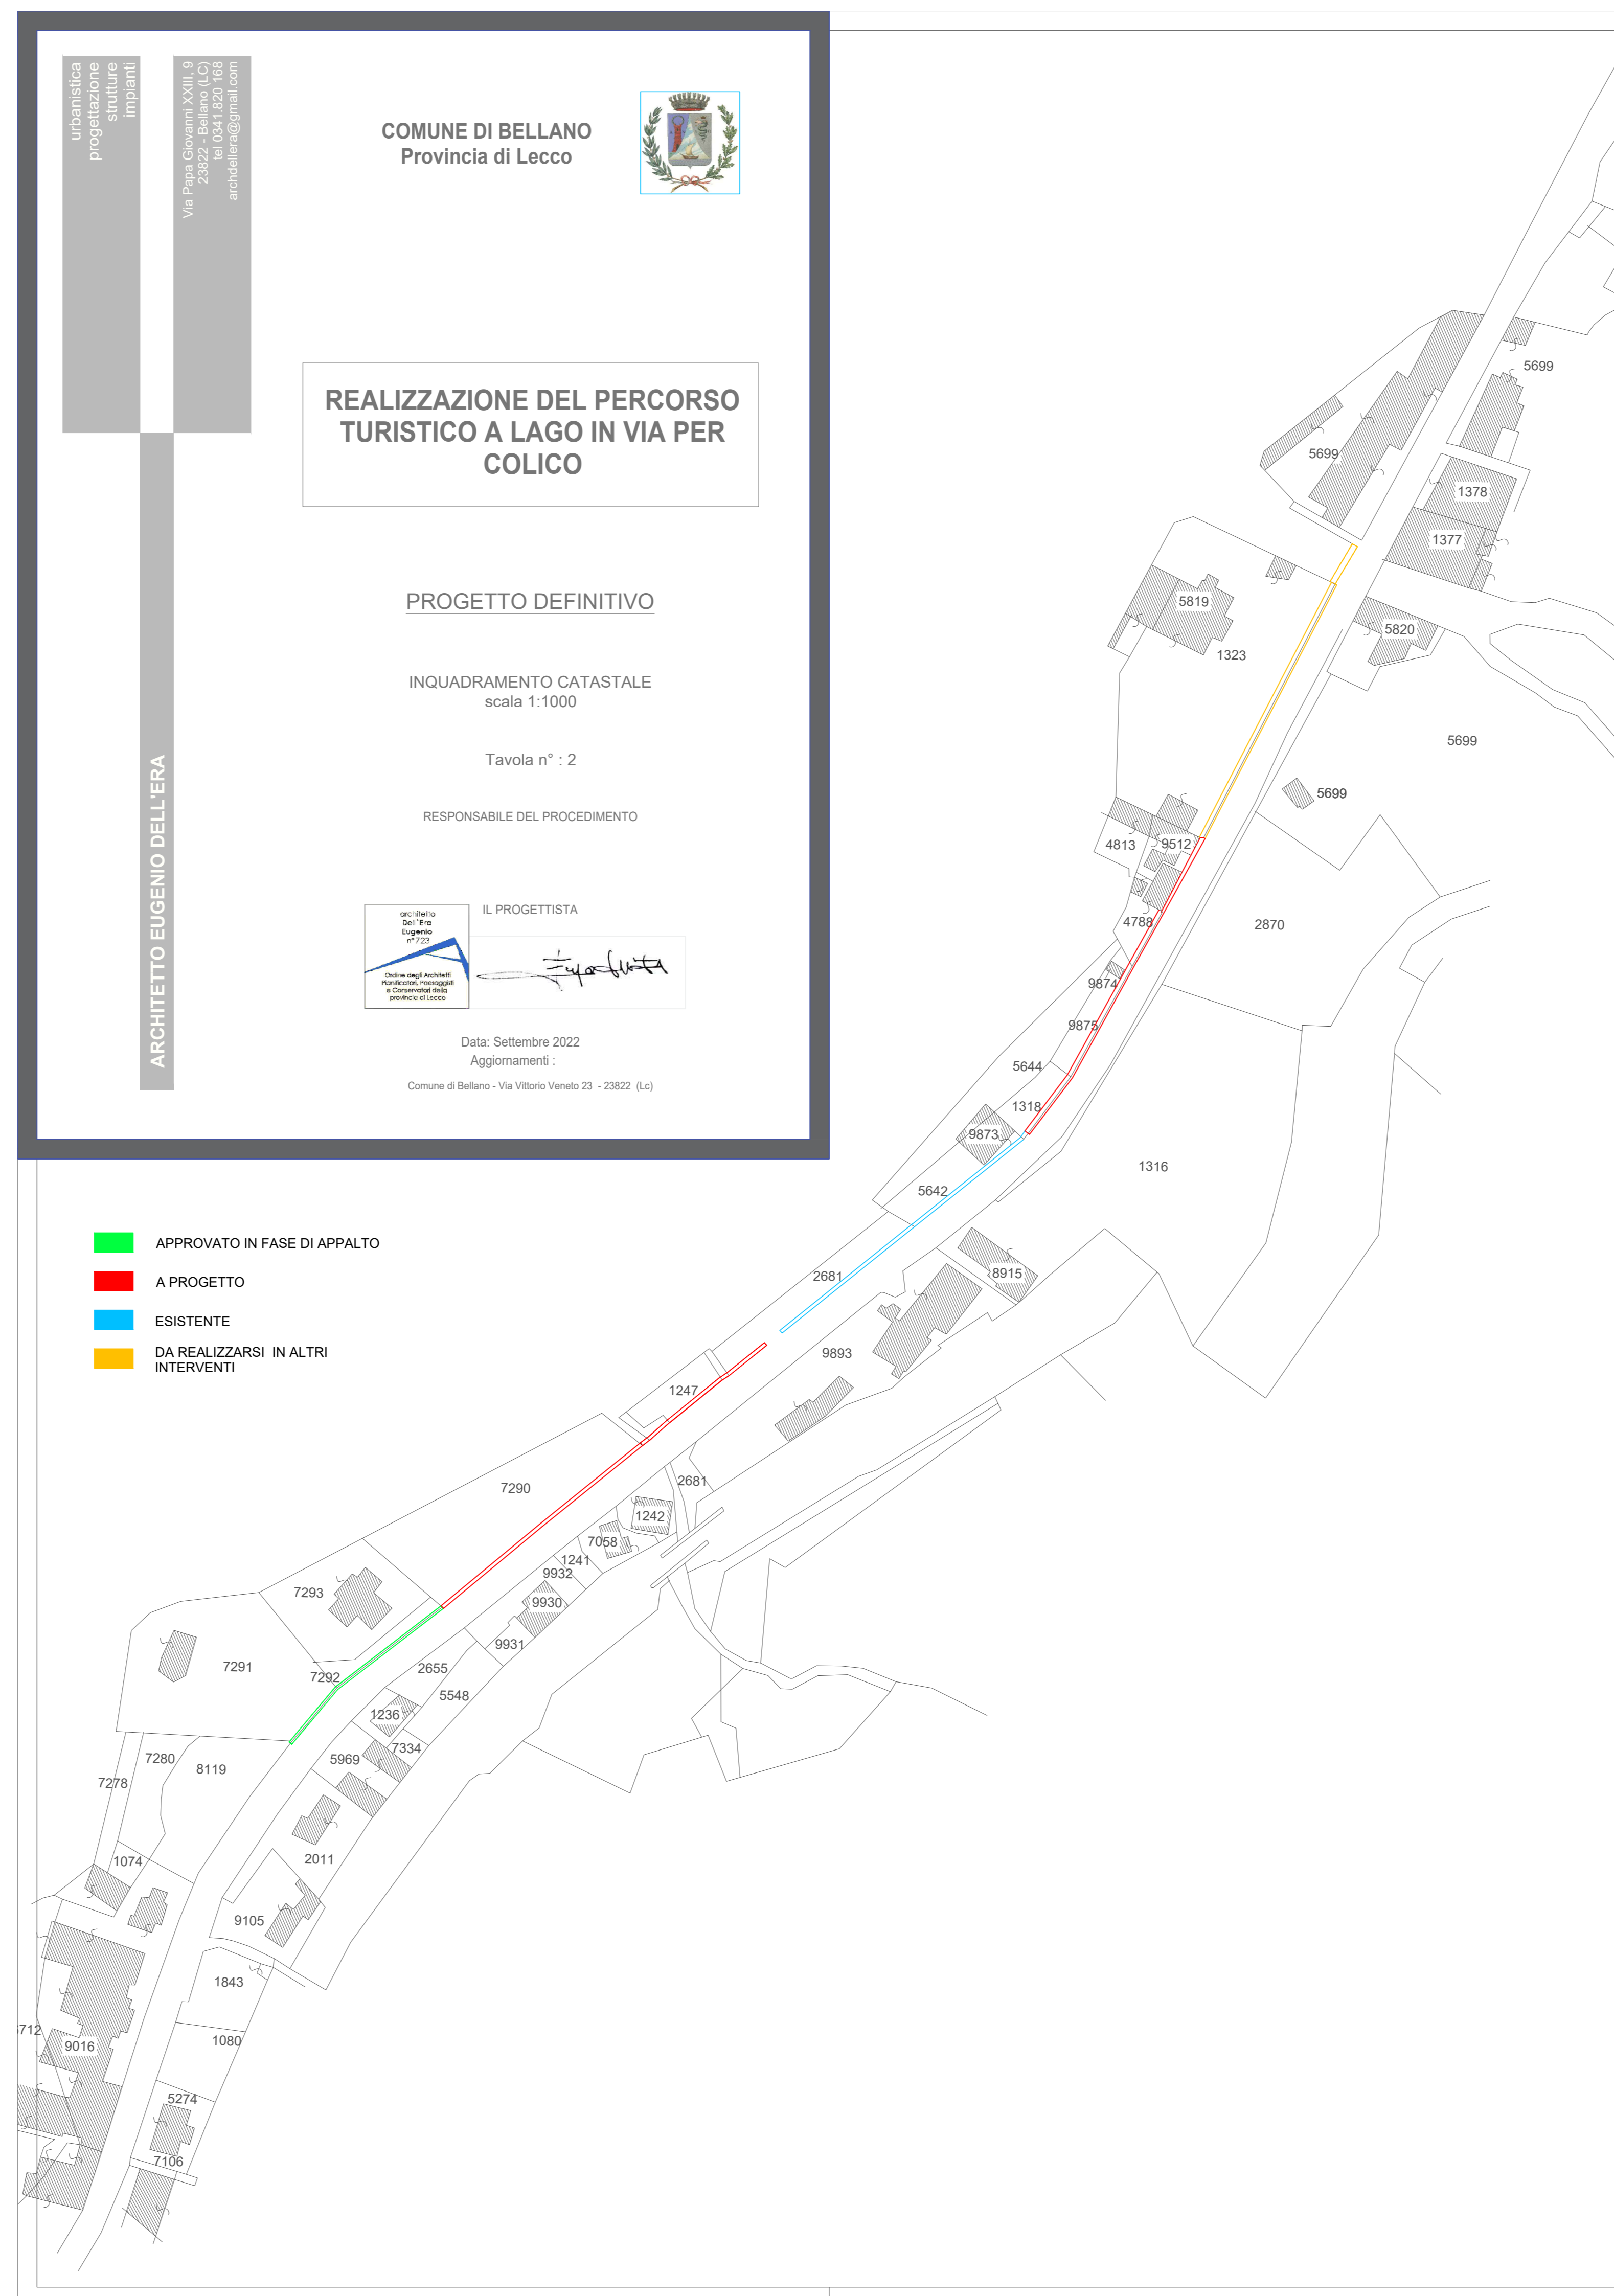 urbanistica
progettazione
strutture
impianti
Via Papa Giovanni XXIII, 9
23822 - Bellano (LC)
tel 0341.820 168
archdellera@gmail.com
ARCHITETTO EUGENIO DELL'ERA
COMUNE DI BELLANO
Provincia di Lecco
REALIZZAZIONE DEL PERCORSO
TURISTICO A LAGO IN VIA PER
COLICO
PROGETTO DEFINITIVO
INQUADRAMENTO CATASTALE
scala 1:1000
Tavola n° : 2
RESPONSABILE DEL PROCEDIMENTO
IL PROGETTISTA
architetto
Dell'Era
Eugenio
n°723
Ordine degli Architetti
Pianificatori, Paesaggisti
e Conservatori della
provincia di Lecco
Data: Settembre 2022
Aggiornamenti :
Comune di Bellano - Via Vittorio Veneto 23 - 23822 (Lc)
APPROVATO IN FASE DI APPALTO
A PROGETTO
ESISTENTE
DA REALIZZARSI IN ALTRI
INTERVENTI
5699
5699
1378
1377
5819
5820
1323
5699
5699
4813
9512
4788
2870
9874
9875
5644
1318
9873
1316
5642
8915
2681
9893
1247
7290
2681
1242
7058
1241
9932
7293
9930
9931
7291
7292
2655
5548
1236
7334
5969
7280
8119
7278
1074
2011
9105
1843
712
1080
9016
5274
7106